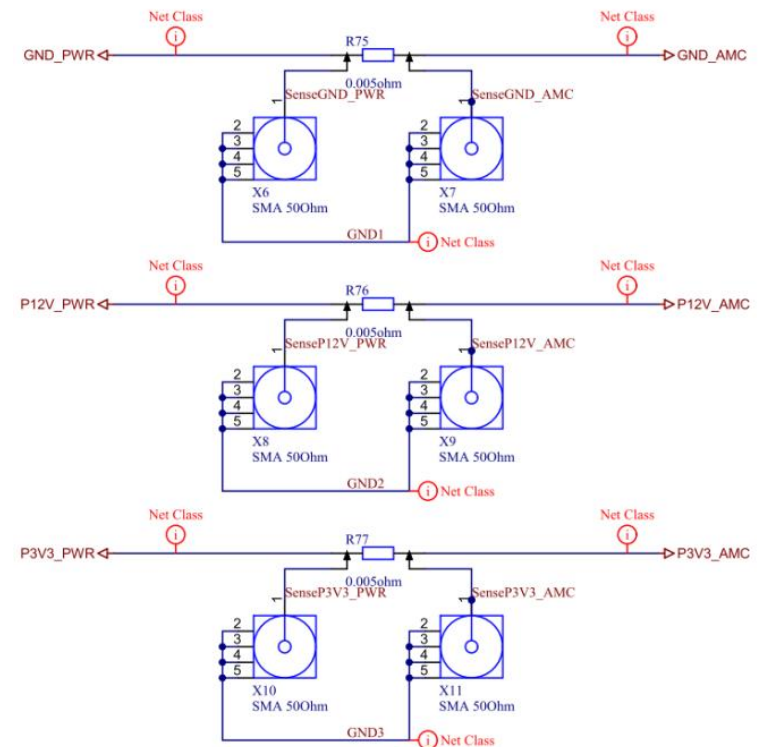 Net Class
Net Class
GND_PWR
R75
GND_AMC
0.005ohm
1
SenseGND_PWR
1
SenseGND_AMC
2
3
4
5
2
3
4
5
X6
SMA 50Ohm
X7
SMA 50Ohm
GND1
i Net Class
Net Class
Net Class
P12V_PWR
R76
P12V_AMC
0.005ohm
1
SenseP12V_PWR
1
SenseP12V_AMC
2
3
4
5
2
3
4
5
X8
SMA 50Ohm
X9
SMA 50Ohm
GND2
i Net Class
Net Class
Net Class
P3V3_PWR
R77
P3V3_AMC
0.005ohm
1
SenseP3V3_PWR
1
SenseP3V3_AMC
2
3
4
5
2
3
4
5
X10
SMA 50Ohm
X11
SMA 50Ohm
GND3
i Net Class